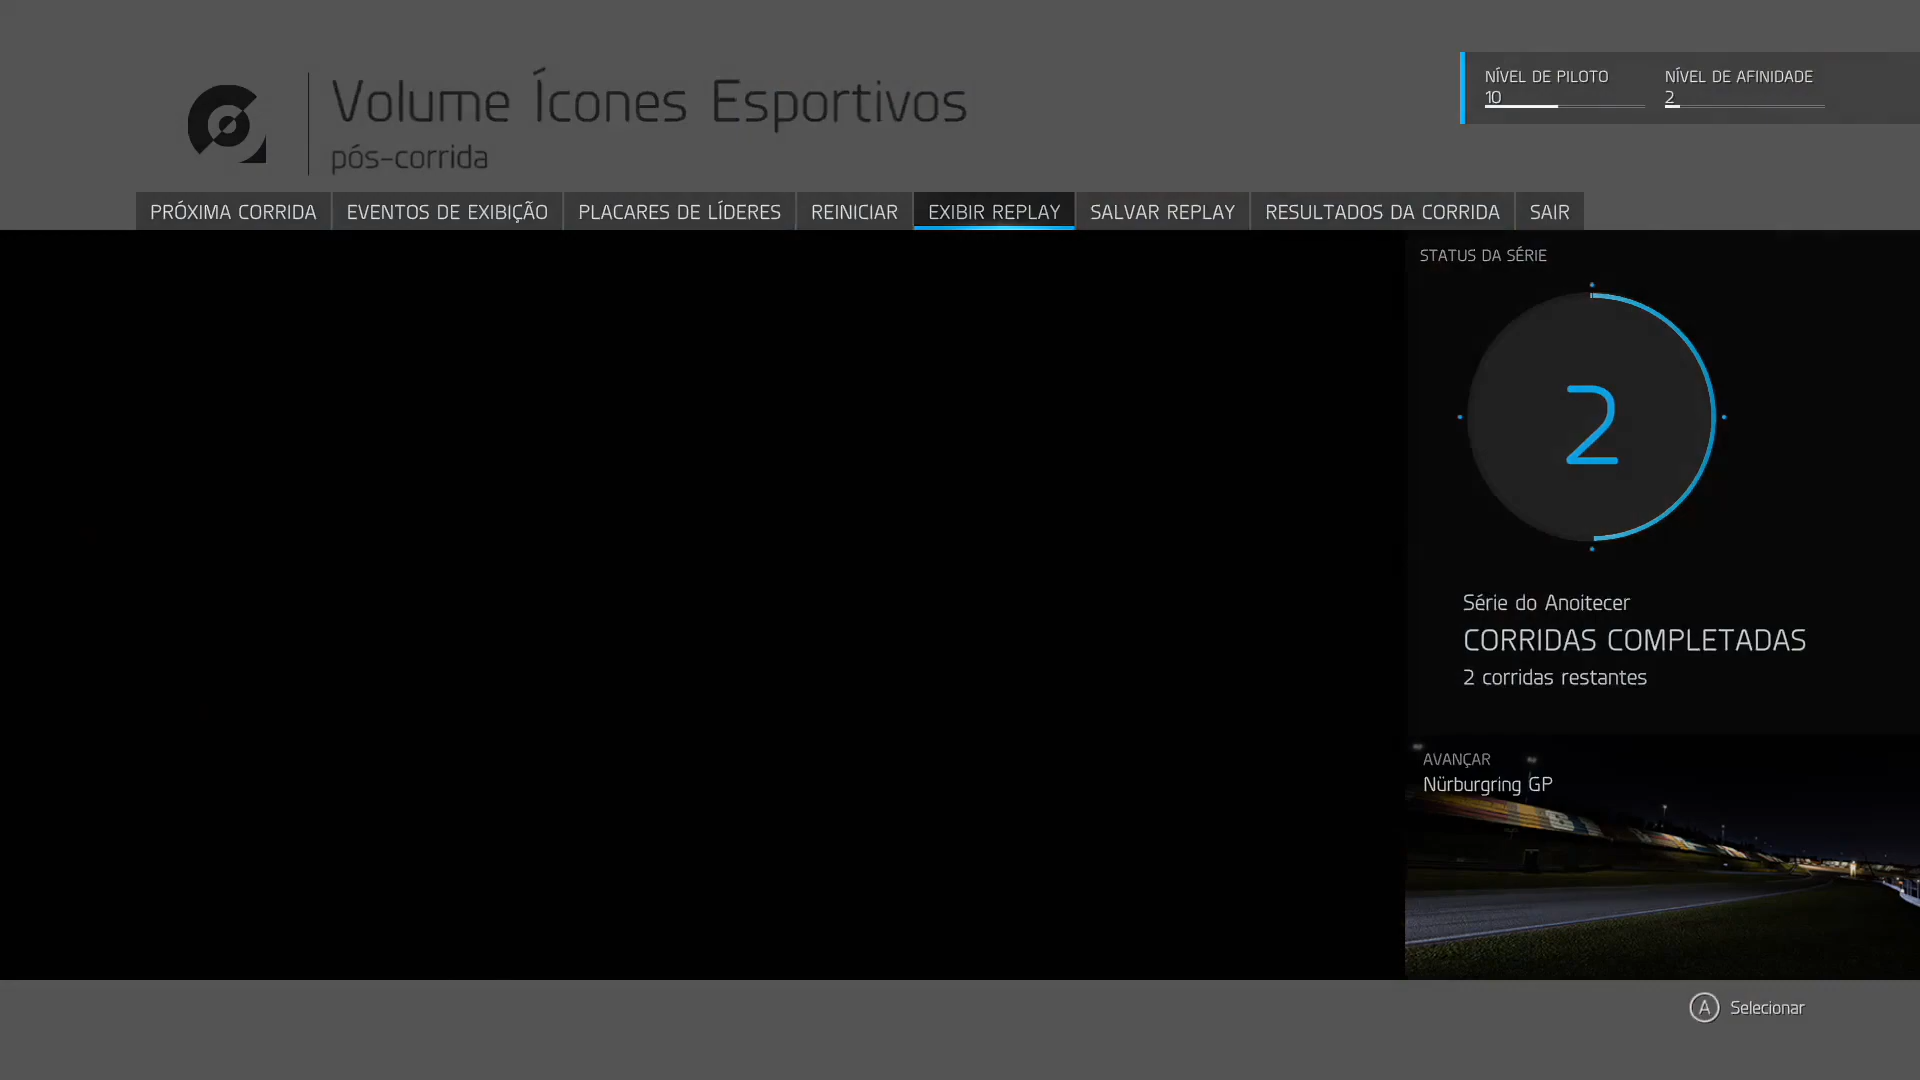 Volume Ícones Esportivos
pós-corrida
NÍVEL DE PILOTO
10
NÍVEL DE AFINIDADE
2
PRÓXIMA CORRIDA
EVENTOS DE EXIBIÇÃO
PLACARES DE LÍDERES
REINICIAR
EXIBIR REPLAY
SALVAR REPLAY
RESULTADOS DA CORRIDA
SAIR
STATUS DA SÉRIE
2
Série do Anoitecer
CORRIDAS COMPLETADAS
2 corridas restantes
AVANÇAR
Nürburgring GP
A Selecionar